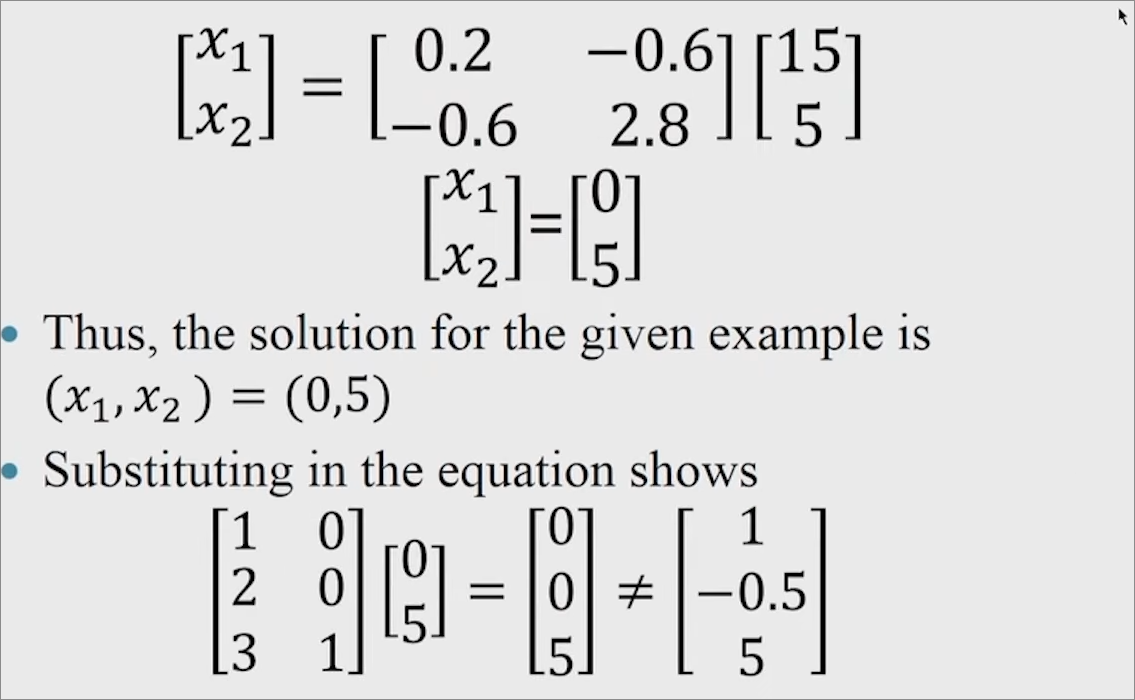 [x₁ x₂] = [0.2 −0.6; −0.6 2.8] [15; 5]
[x₁ x₂]=[0; 5]
• Thus, the solution for the given example is
(x₁, x₂ ) = (0,5)
• Substituting in the equation shows
[1 0; 2 0; 3 1] [0; 5] = [0; 0; 5] ≠ [1; −0.5; 5]